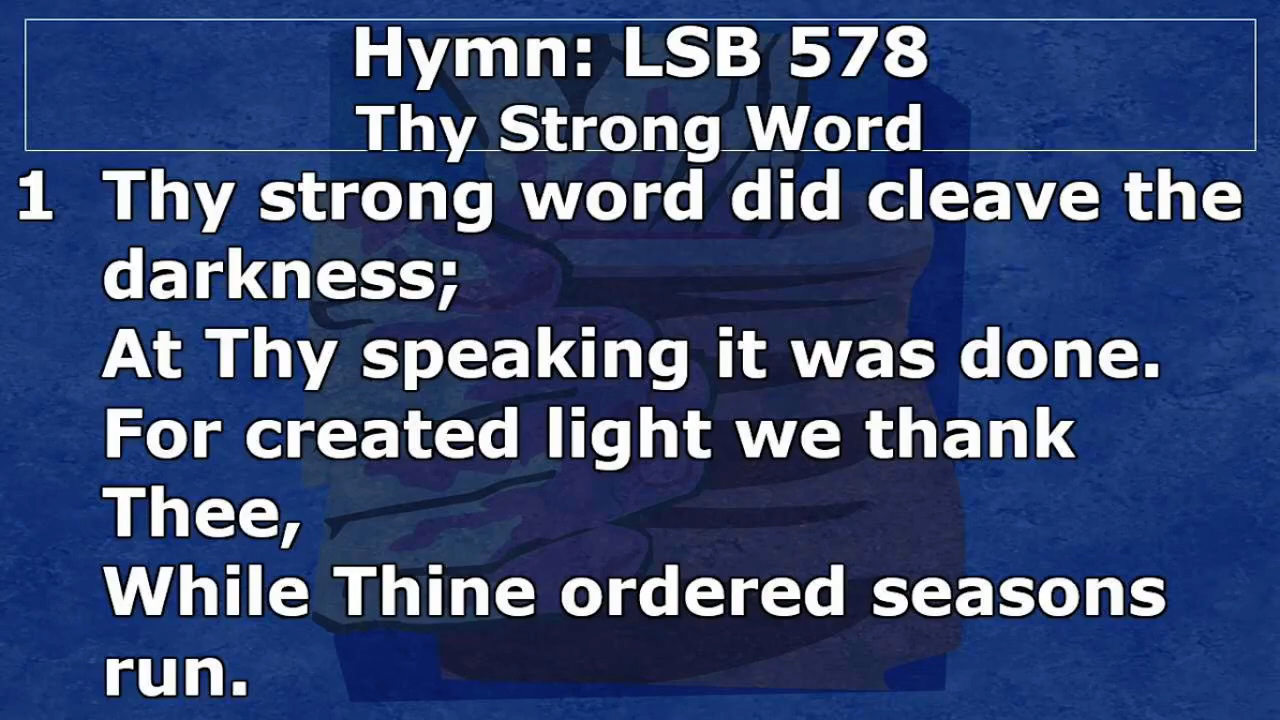 Hymn: LSB 578
Thy Strong Word
1 Thy strong word did cleave the
darkness;
At Thy speaking it was done.
For created light we thank
Thee,
While Thine ordered seasons
run.